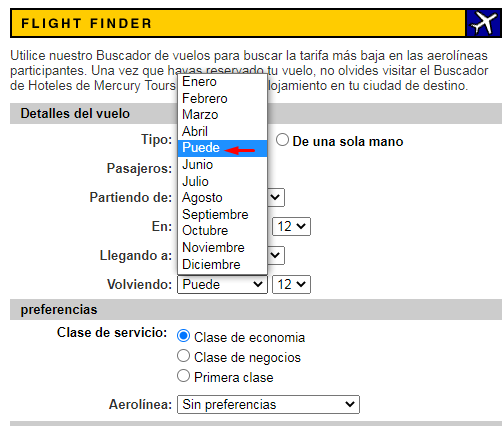 FLIGHT FINDER
Utilice nuestro Buscador de vuelos para buscar la tarifa más baja en las aerolíneas
participantes. Una vez que hayas reservado tu vuelo, no olvides visitar el Buscador
de Hoteles de Mercury Tours lojamiento en tu ciudad de destino.
Detalles del vuelo
Tipo: De una sola mano
Pasajeros:
Partiendo de:
En: 12
Llegando a:
Volviendo: Puede 12
Enero
Febrero
Marzo
Abril
Puede
Junio
Julio
Agosto
Septiembre
Octubre
Noviembre
Diciembre
preferencias
Clase de servicio: Clase de economia
Clase de negocios
Primera clase
Aerolínea: Sin preferencias